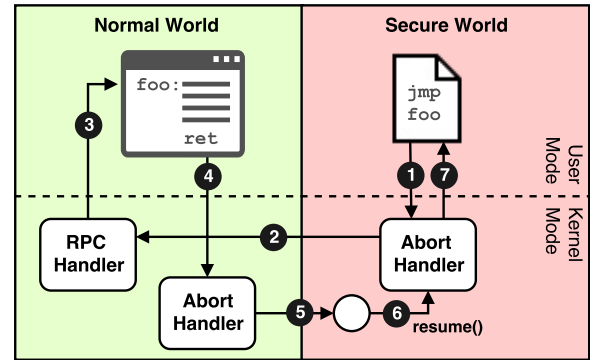 Normal World
Secure World
foo:
ret
jmp
foo
3
4
1
7
User
Mode
Kernel
Mode
RPC
Handler
2
Abort
Handler
Abort
Handler
5
6
resume()